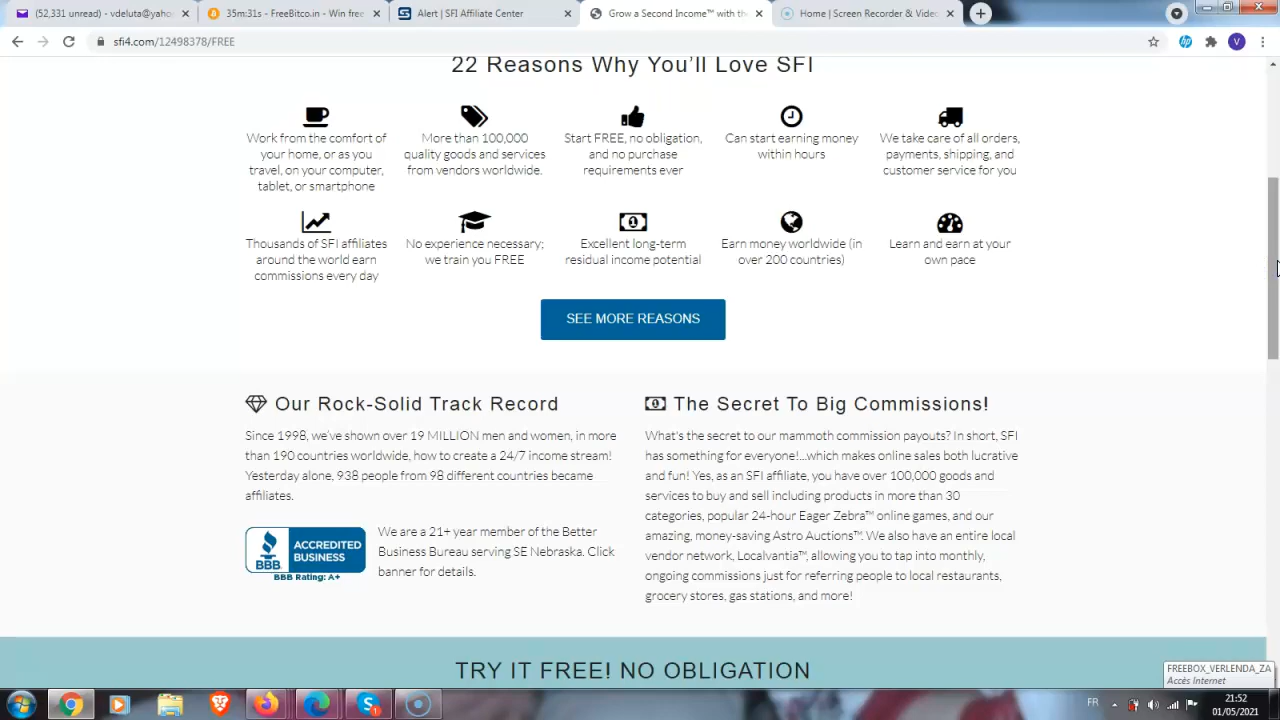 (52,331 unread) - vdeluta@yaho
35m:31s - FreeBitco.in - Win free
Alert | SFI Affiliate Center
Grow a Second Income™ with th
Home | Screen Recorder & Video
sfi4.com/12498378/FREE
V
22 Reasons Why You'll Love SFI
Work from the comfort of
your home, or as you
travel, on your computer,
tablet, or smartphone
More than 100,000
quality goods and services
from vendors worldwide.
Start FREE, no obligation,
and no purchase
requirements ever
Can start earning money
within hours
We take care of all orders,
payments, shipping, and
customer service for you
Thousands of SFI affiliates
around the world earn
commissions every day
No experience necessary;
we train you FREE
Excellent long-term
residual income potential
Earn money worldwide (in
over 200 countries)
Learn and earn at your
own pace
SEE MORE REASONS
Our Rock-Solid Track Record
Since 1998, we've shown over 19 MILLION men and women, in more
than 190 countries worldwide, how to create a 24/7 income stream!
Yesterday alone, 938 people from 98 different countries became
affiliates.
BBB.
ACCREDITED
BUSINESS
BBB Rating: A+
We are a 21+ year member of the Better
Business Bureau serving SE Nebraska. Click
banner for details.
The Secret To Big Commissions!
What's the secret to our mammoth commission payouts? In short, SFI
has something for everyone!...which makes online sales both lucrative
and fun! Yes, as an SFI affiliate, you have over 100,000 goods and
services to buy and sell including products in more than 30
categories, popular 24-hour Eager Zebra™ online games, and our
amazing, money-saving Astro Auctions™. We also have an entire local
vendor network, Localvantia™, allowing you to tap into monthly,
ongoing commissions just for referring people to local restaurants,
grocery stores, gas stations, and more!
TRY IT FREE! NO OBLIGATION
FREEBOX_VERLENDA_ZA
Accès Internet
FR
21:52
01/05/2021